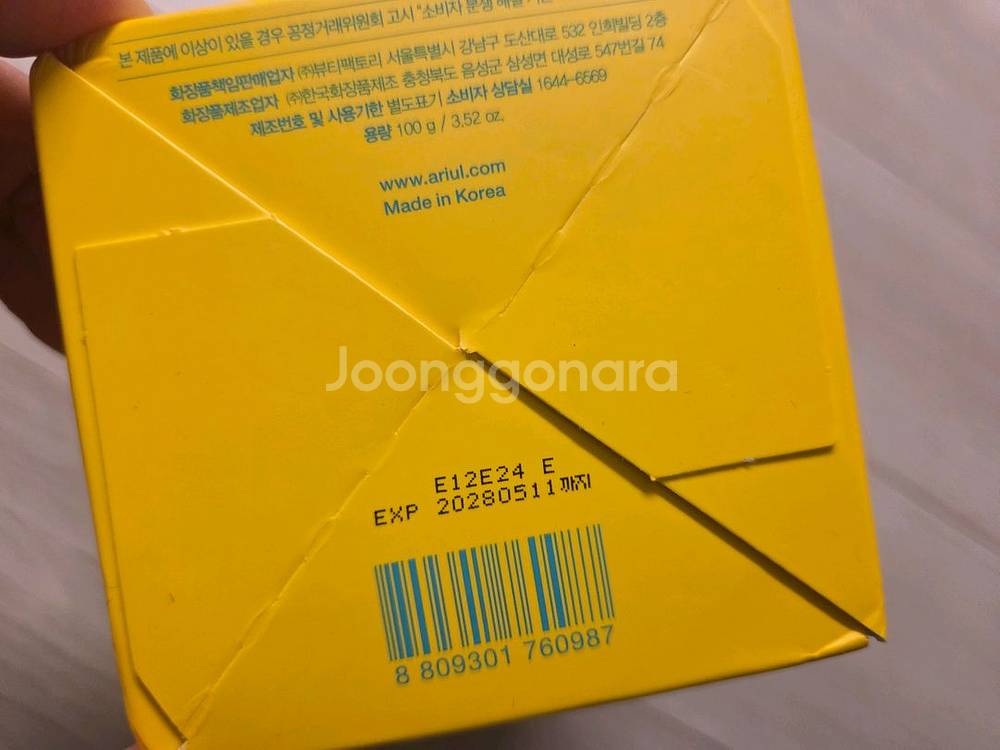 본 제품에 이상이 있을 경우 공정거래위원회 고시 "소비자 분쟁 해결
화장품책임판매업자 ㈜뷰티팩토리 서울특별시 강남구 도산대로 532 인희빌딩 2층
화장품제조업자 ㈜한국화장품제조 충청북도 음성군 삼성면 대성로 547번길 74
제조번호 및 사용기한 별도표기 소비자 상담실 1644-6569
용량 100 g / 3.52 oz.
www.ariul.com
Made in Korea
Joonggonara
E12E24 E
EXP 20280511까지
8 809301 760987